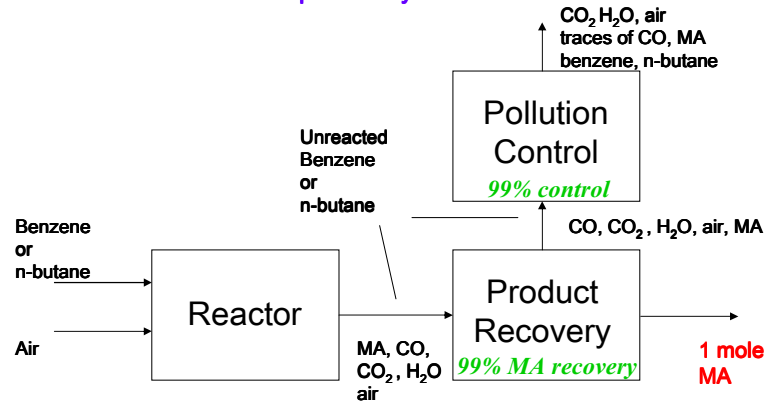 CO2 H2O, air
traces of CO, MA
benzene, n-butane
Pollution
Control
99% control
Unreacted
Benzene
or
n-butane
CO, CO2 , H2O, air, MA
Benzene
or
n-butane
Air
Reactor
MA, CO,
CO2 , H2O
air
Product
Recovery
99% MA recovery
1 mole
MA